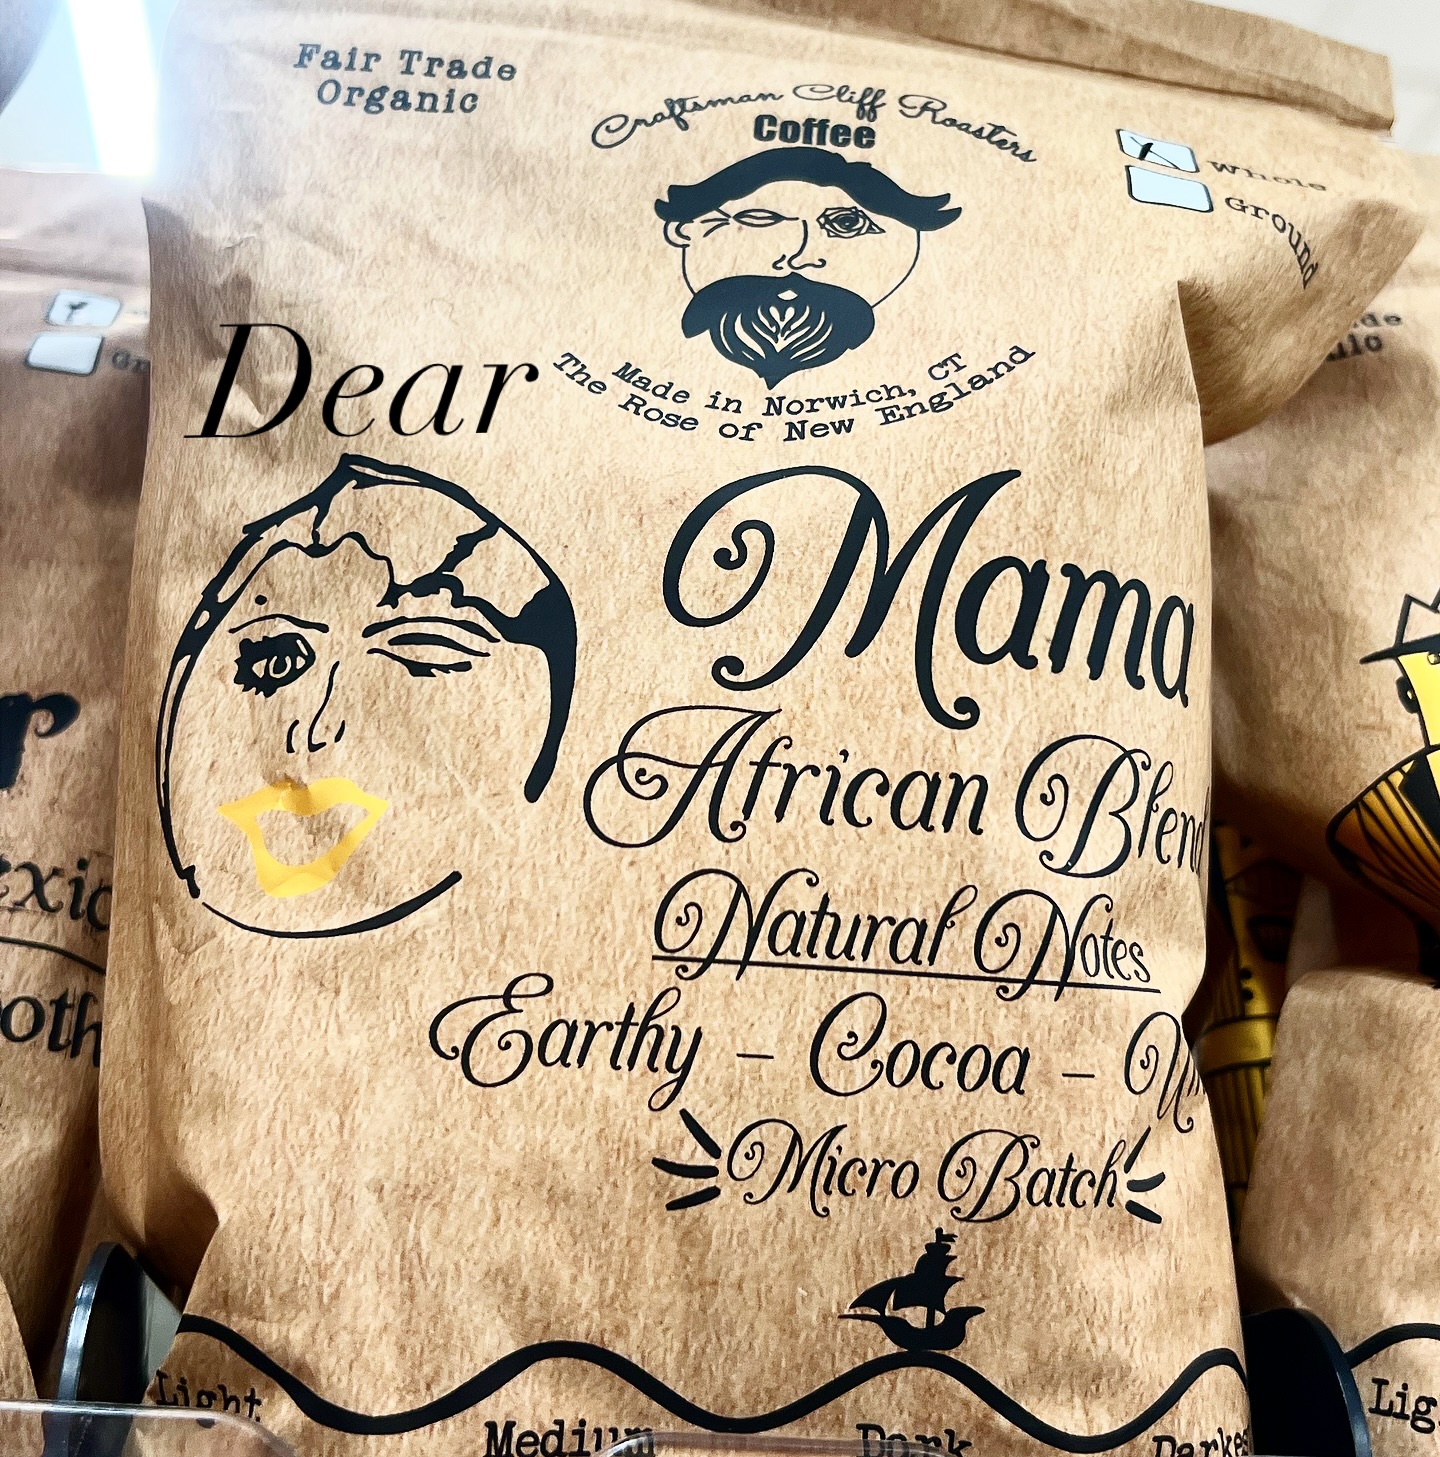 Fair Trade
Organic
Craftsman Cliff Roasters
Coffee
Whole
Ground
Made in Norwich, CT
The Rose of New England
Dear
Mama
African Blend
Natural Notes
Earthy – Cocoa –
Micro Batch
Light
Medium
Dark